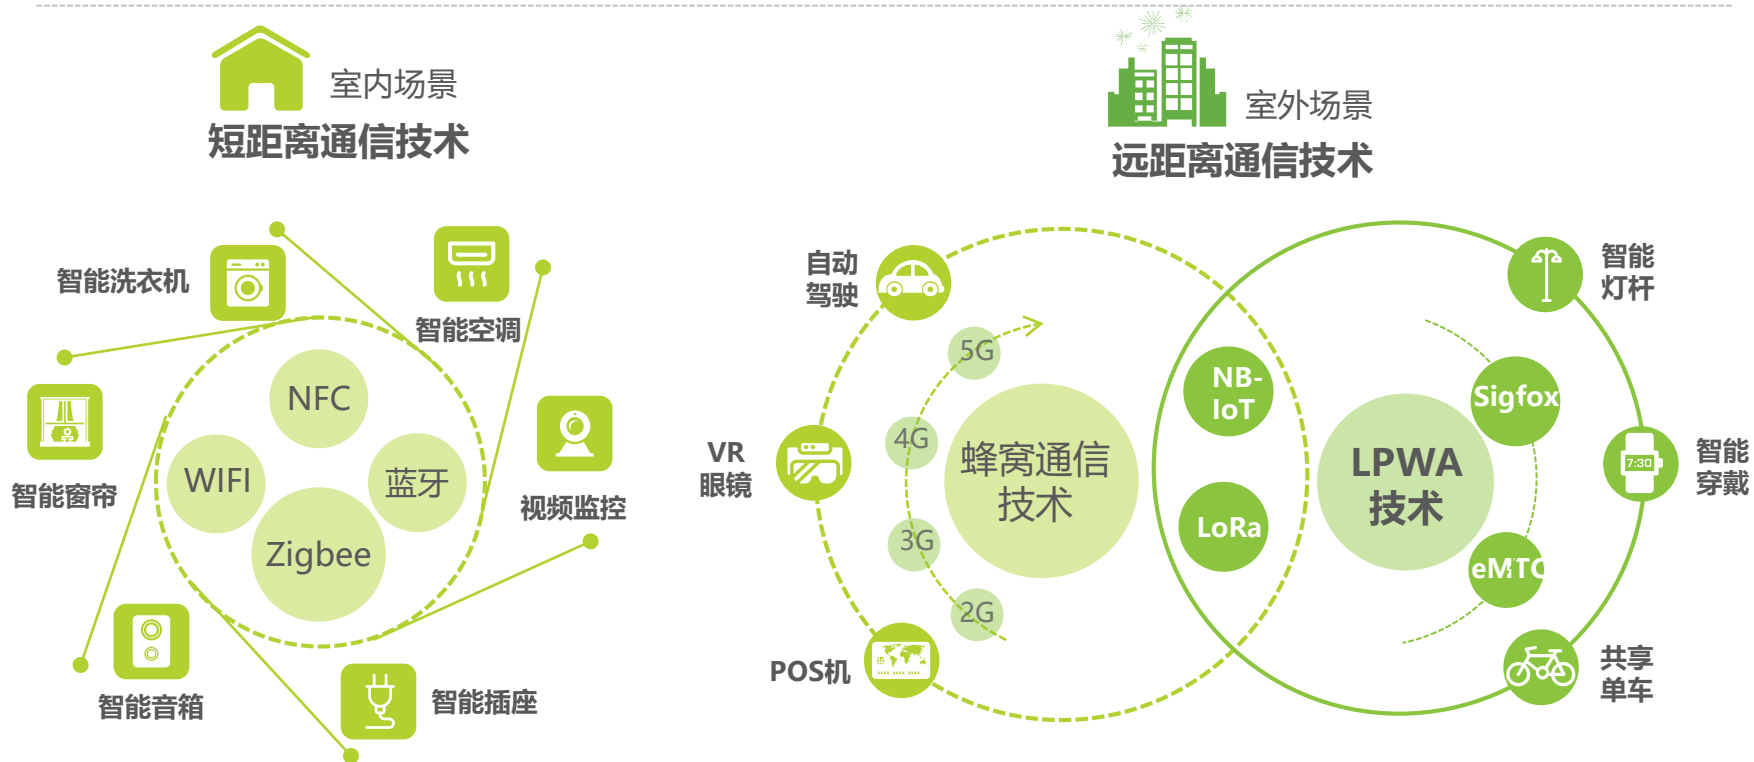 室内场景
短距离通信技术
室外场景
远距离通信技术
智能洗衣机
智能空调
智能窗帘
NFC
WIFI
蓝牙
Zigbee
视频监控
智能音箱
智能插座
自动
驾驶
VR
眼镜
POS机
5G
4G
3G
2G
蜂窝通信
技术
NB-
IoT
LoRa
LPWA
技术
Sigfox
eMTC
智能
灯杆
7:30
智能
穿戴
共享
单车
XXXX XXXX XXXX